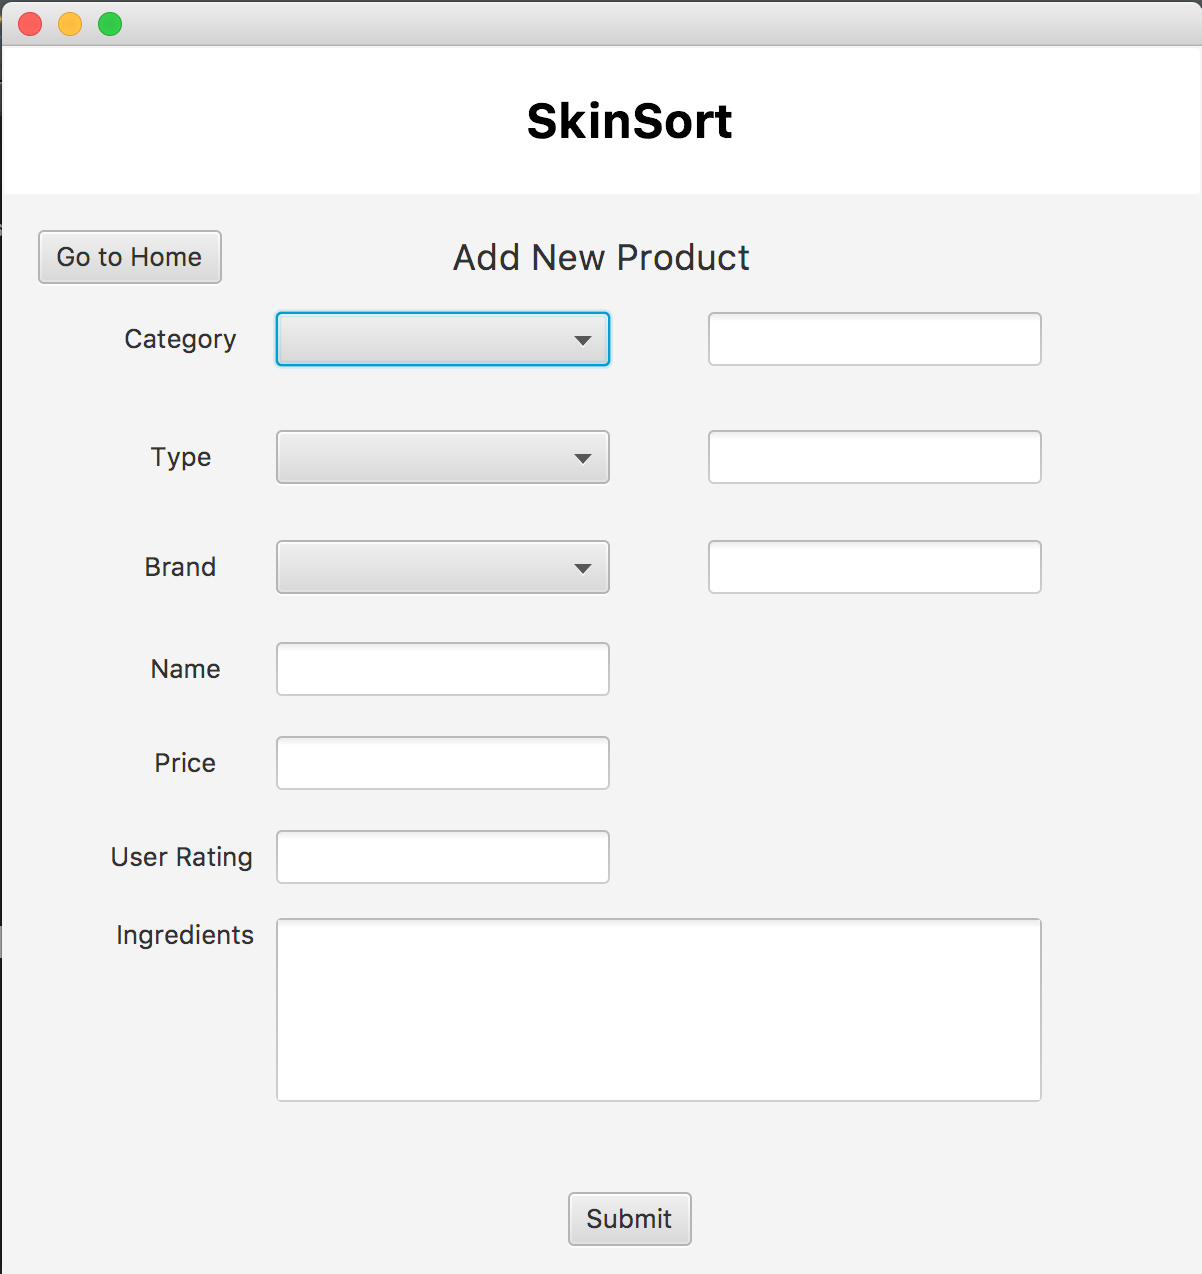 SkinSort
Go to Home
Add New Product
Category
Type
Brand
Name
Price
User Rating
Ingredients
Submit